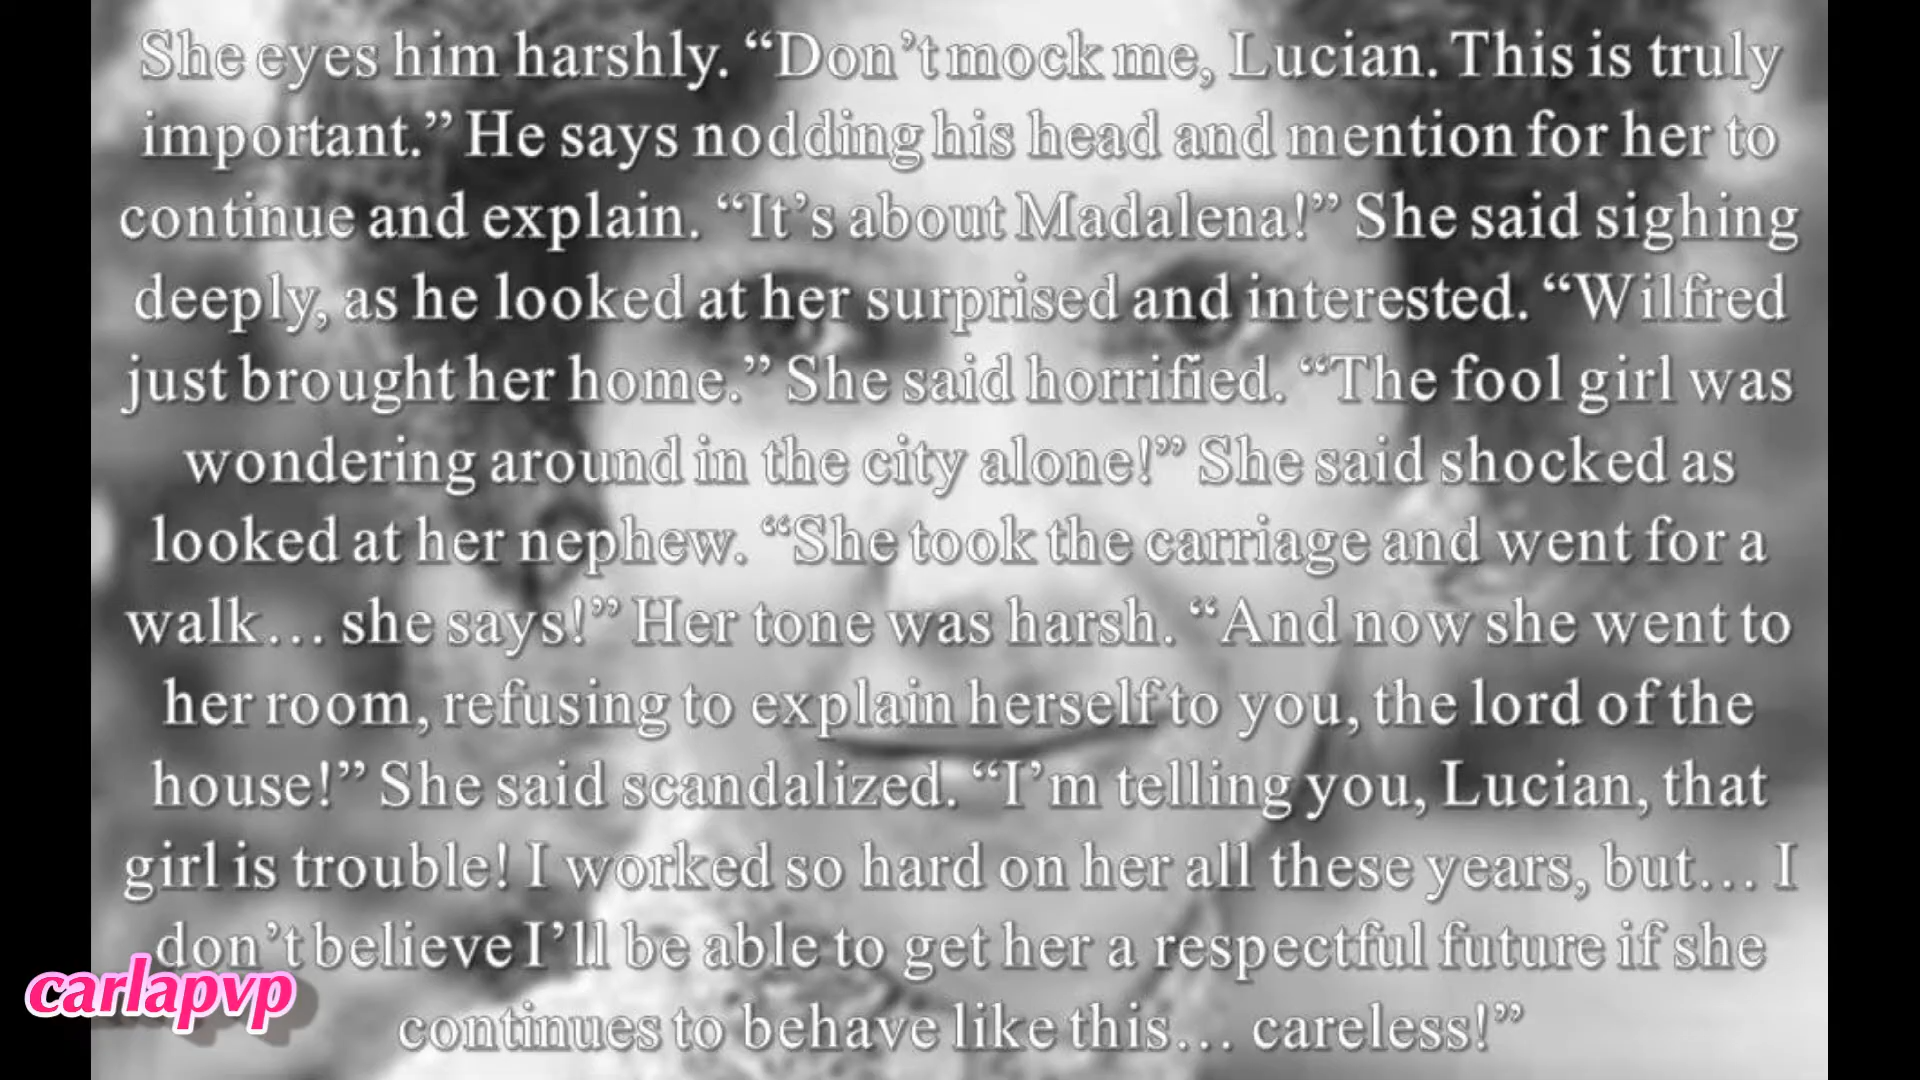 She eyes him harshly. “Don’t mock me, Lucian. This is truly
important.” He says nodding his head and mention for her to
continue and explain. “It’s about Madalena!” She said sighing
deeply, as he looked at her surprised and interested. “Wilfred
just brought her home.” She said horrified. “The fool girl was
wondering around in the city alone!” She said shocked as
looked at her nephew. “She took the carriage and went for a
walk… she says!” Her tone was harsh. “And now she went to
her room, refusing to explain herself to you, the lord of the
house!” She said scandalized. “I’m telling you, Lucian, that
girl is trouble! I worked so hard on her all these years, but… I
don’t believe I’ll be able to get her a respectful future if she
continues to behave like this… careless!”
carlapvp